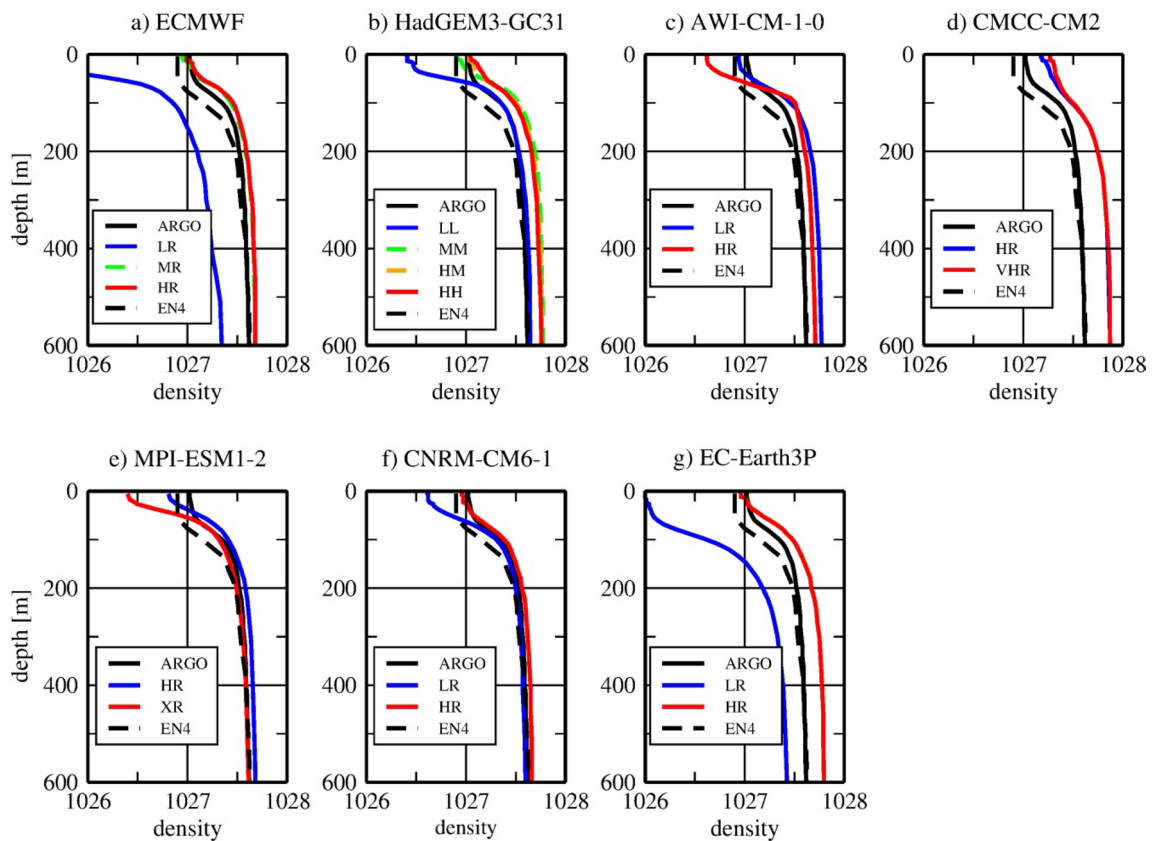 a) ECMWF
b) HadGEM3-GC31
c) AWI-CM-1-0
d) CMCC-CM2
0
200
400
600
depth [m]
1026
1027
1028
density
ARGO
LR
MR
HR
EN4
0
200
400
600
1026
1027
1028
density
ARGO
LL
MM
HM
HH
EN4
0
200
400
600
1026
1027
1028
density
ARGO
LR
HR
EN4
0
200
400
600
1026
1027
1028
density
ARGO
HR
VHR
EN4
e) MPI-ESM1-2
f) CNRM-CM6-1
g) EC-Earth3P
0
200
400
600
depth [m]
1026
1027
1028
density
ARGO
HR
XR
EN4
0
200
400
600
1026
1027
1028
density
ARGO
LR
HR
EN4
0
200
400
600
1026
1027
1028
density
ARGO
LR
HR
EN4